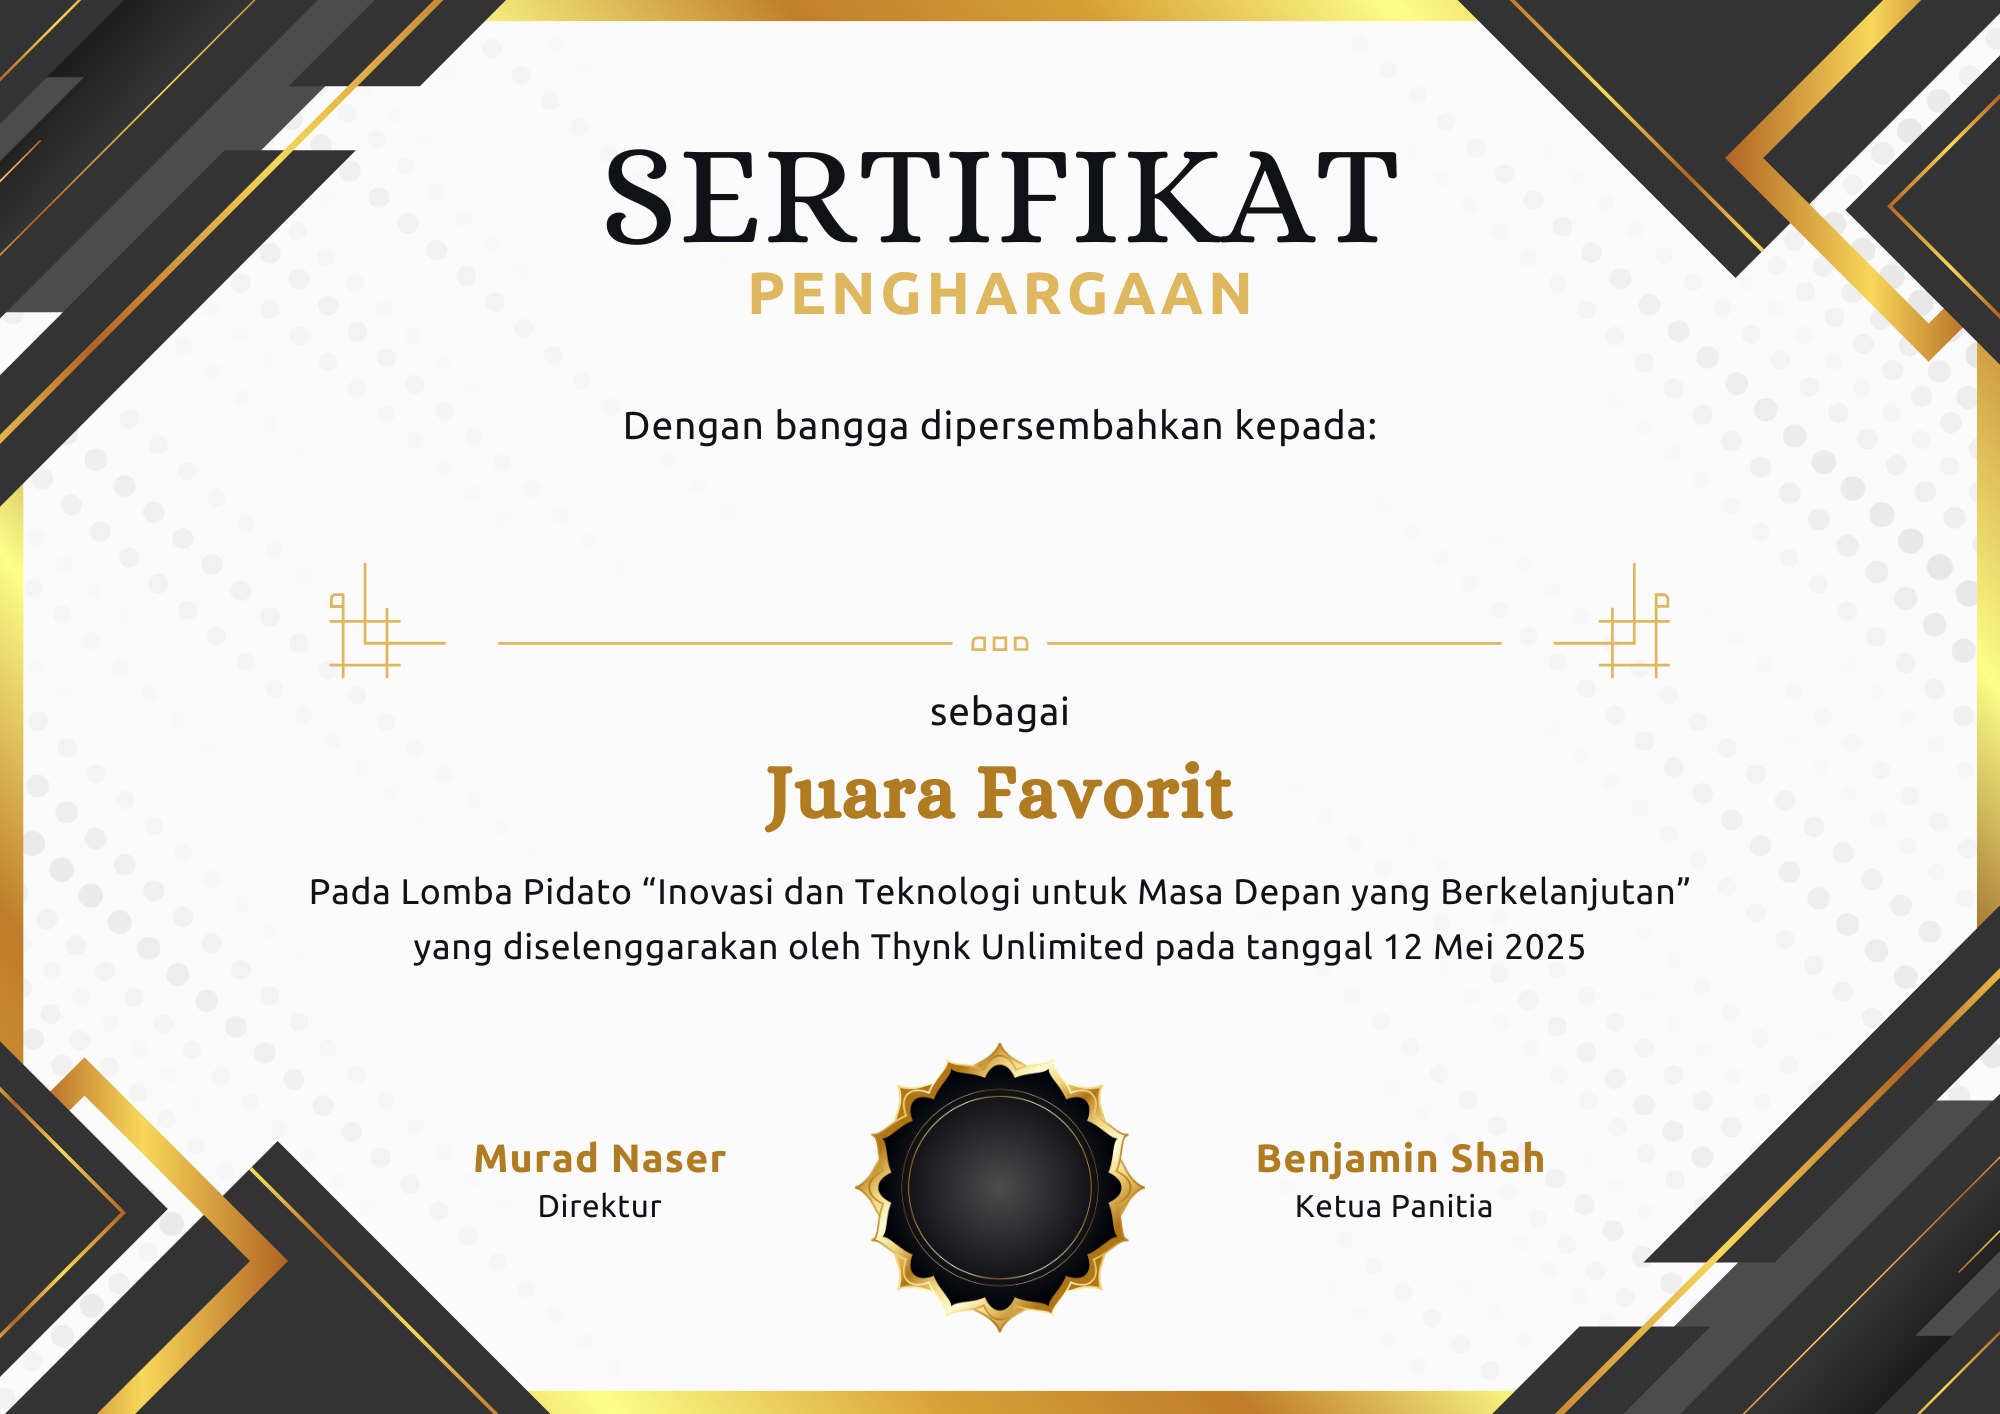 SERTIFIKAT
PENGHARGAAN
Dengan bangga dipersembahkan kepada:
sebagai
Juara Favorit
Pada Lomba Pidato “Inovasi dan Teknologi untuk Masa Depan yang Berkelanjutan”
yang diselenggarakan oleh Thynk Unlimited pada tanggal 12 Mei 2025
Murad Naser
Direktur
Benjamin Shah
Ketua Panitia